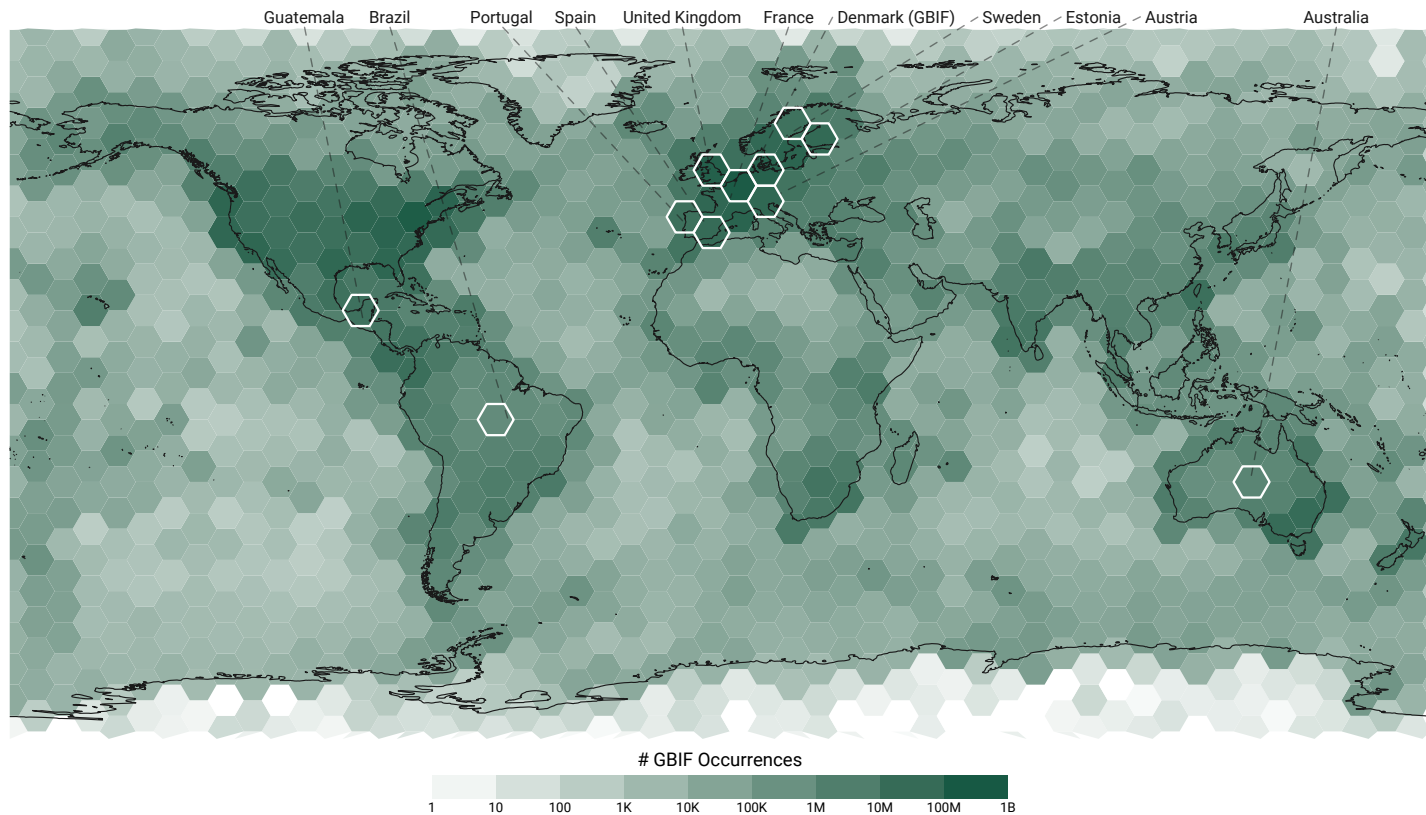 Guatemala Brazil Portugal Spain United Kingdom France Denmark (GBIF) Sweden Estonia Austria Australia
# GBIF Occurrences
1 10 100 1K 10K 100K 1M 10M 100M 1B